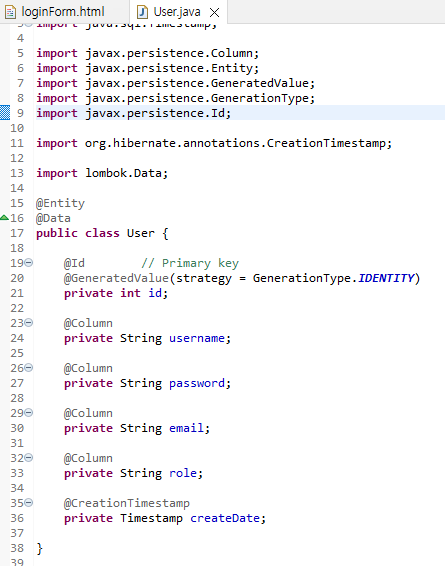 loginForm.html
User.java
3 import java.sql.Timestamp;
4
5 import javax.persistence.Column;
6 import javax.persistence.Entity;
7 import javax.persistence.GeneratedValue;
8 import javax.persistence.GenerationType;
9 import javax.persistence.Id;
10
11 import org.hibernate.annotations.CreationTimestamp;
12
13 import lombok.Data;
14
15 @Entity
16 @Data
17 public class User {
18
19 @Id // Primary key
20 @GeneratedValue(strategy = GenerationType.IDENTITY)
21 private int id;
22
23 @Column
24 private String username;
25
26 @Column
27 private String password;
28
29 @Column
30 private String email;
31
32 @Column
33 private String role;
34
35 @CreationTimestamp
36 private Timestamp createDate;
37
38 }
39